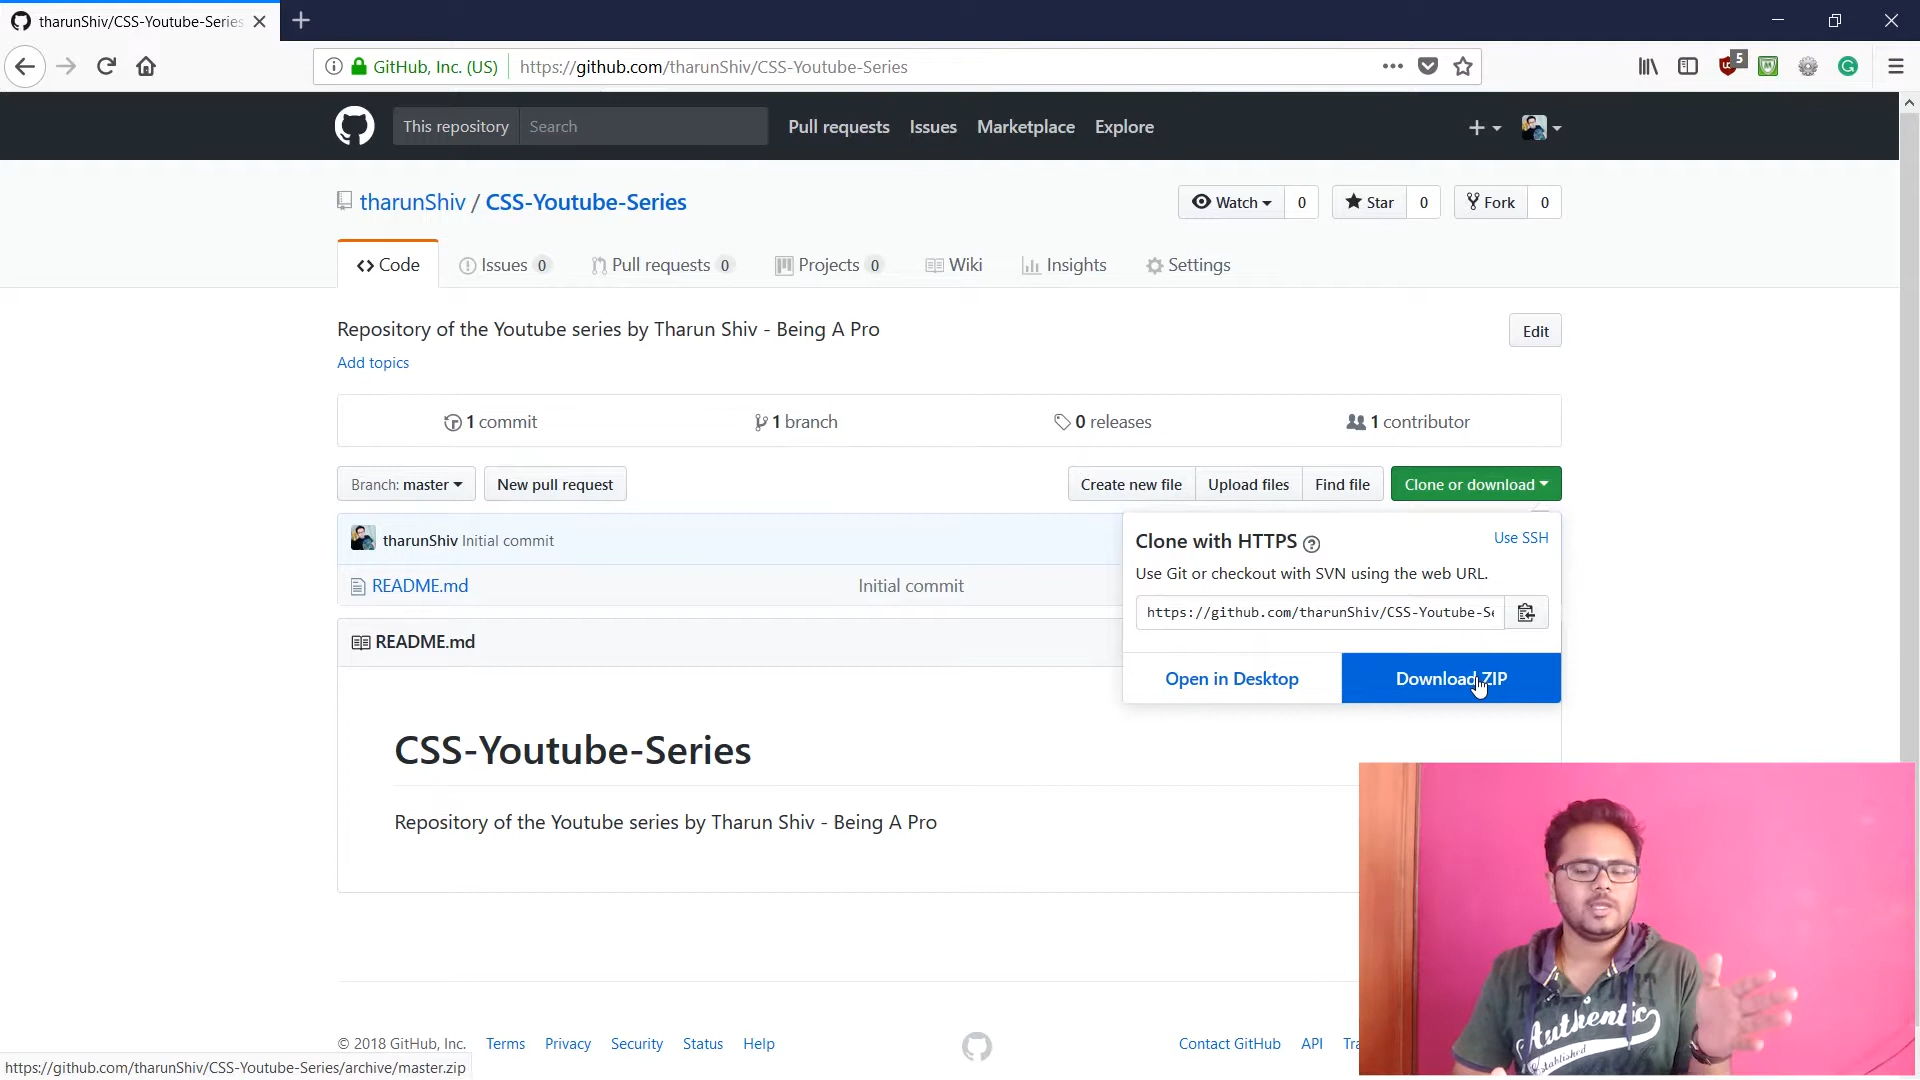 tharunShiv/CSS-Youtube-Series
5
GitHub, Inc. (US) https://github.com/tharunShiv/CSS-Youtube-Series
This repository Search Pull requests Issues Marketplace Explore
tharunShiv / CSS-Youtube-Series
Watch 0 Star 0 Fork 0
Code Issues 0 Pull requests 0 Projects 0 Wiki Insights Settings
Repository of the Youtube series by Tharun Shiv - Being A Pro
Edit
Add topics
1 commit 1 branch 0 releases 1 contributor
Branch: master New pull request Create new file Upload files Find file Clone or download
tharunShiv Initial commit
README.md Initial commit
Clone with HTTPS Use SSH
Use Git or checkout with SVN using the web URL.
https://github.com/tharunShiv/CSS-Youtube-Se
Open in Desktop Download ZIP
README.md
CSS-Youtube-Series
Repository of the Youtube series by Tharun Shiv - Being A Pro
Authentic
Established
© 2018 GitHub, Inc. Terms Privacy Security Status Help Contact GitHub API Tra
https://github.com/tharunShiv/CSS-Youtube-Series/archive/master.zip